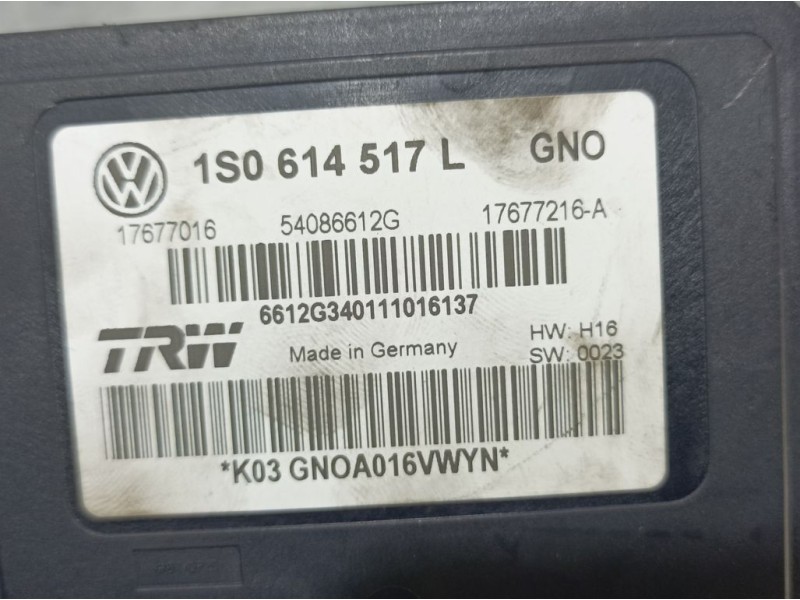 1S0 614 517 L GNO
17677016 54086612G 17677216-A
6612G340111016137
TRW Made in Germany HW: H16
SW: 0023
*K03 GNOA016VWYN*